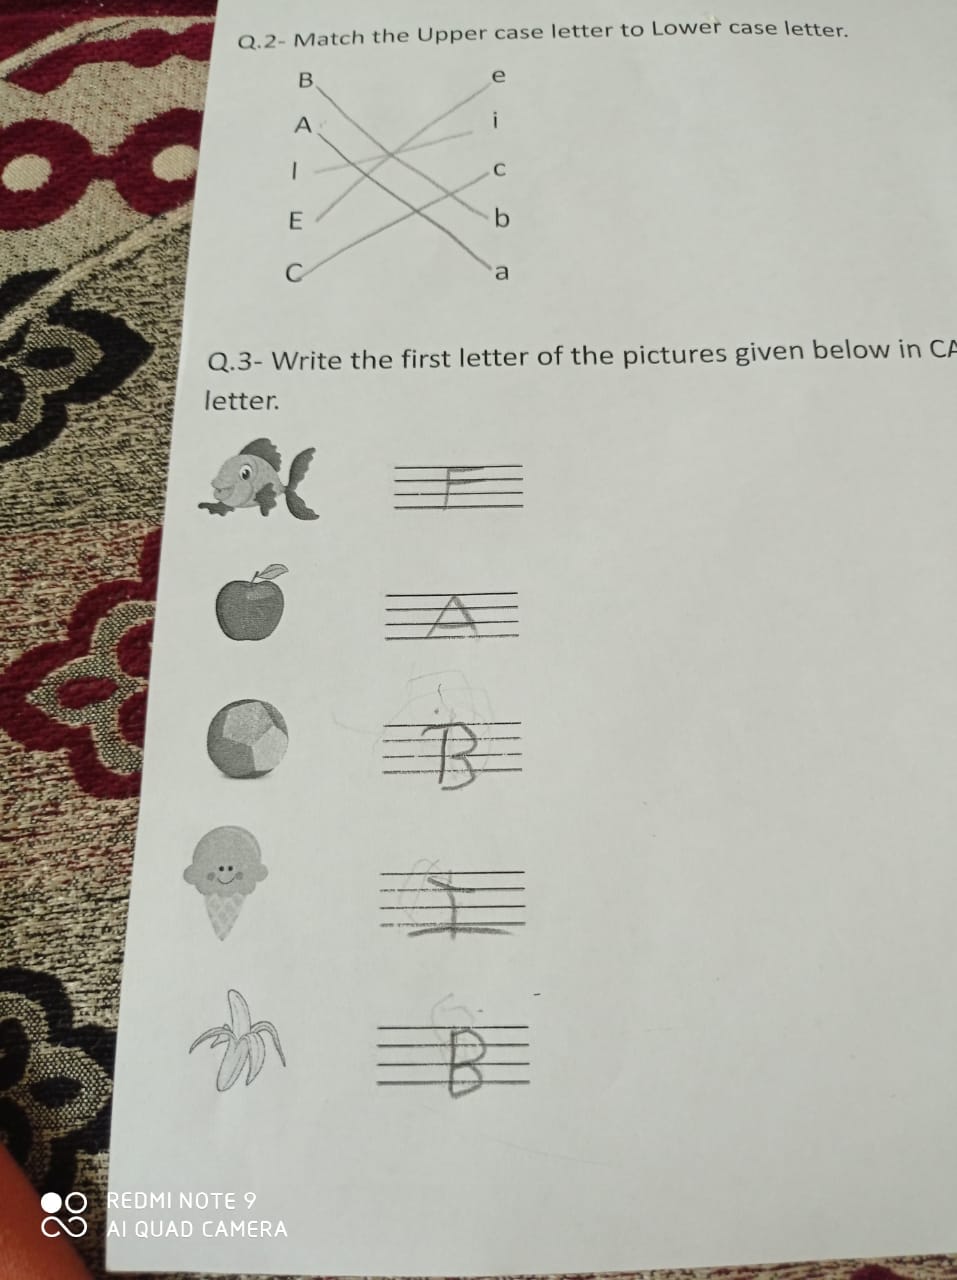 Q.2- Match the Upper case letter to Lower case letter.
B e
A i
I c
E b
C a
Q.3- Write the first letter of the pictures given below in CA
letter.
F
A
B
I
B
REDMI NOTE 9
AI QUAD CAMERA